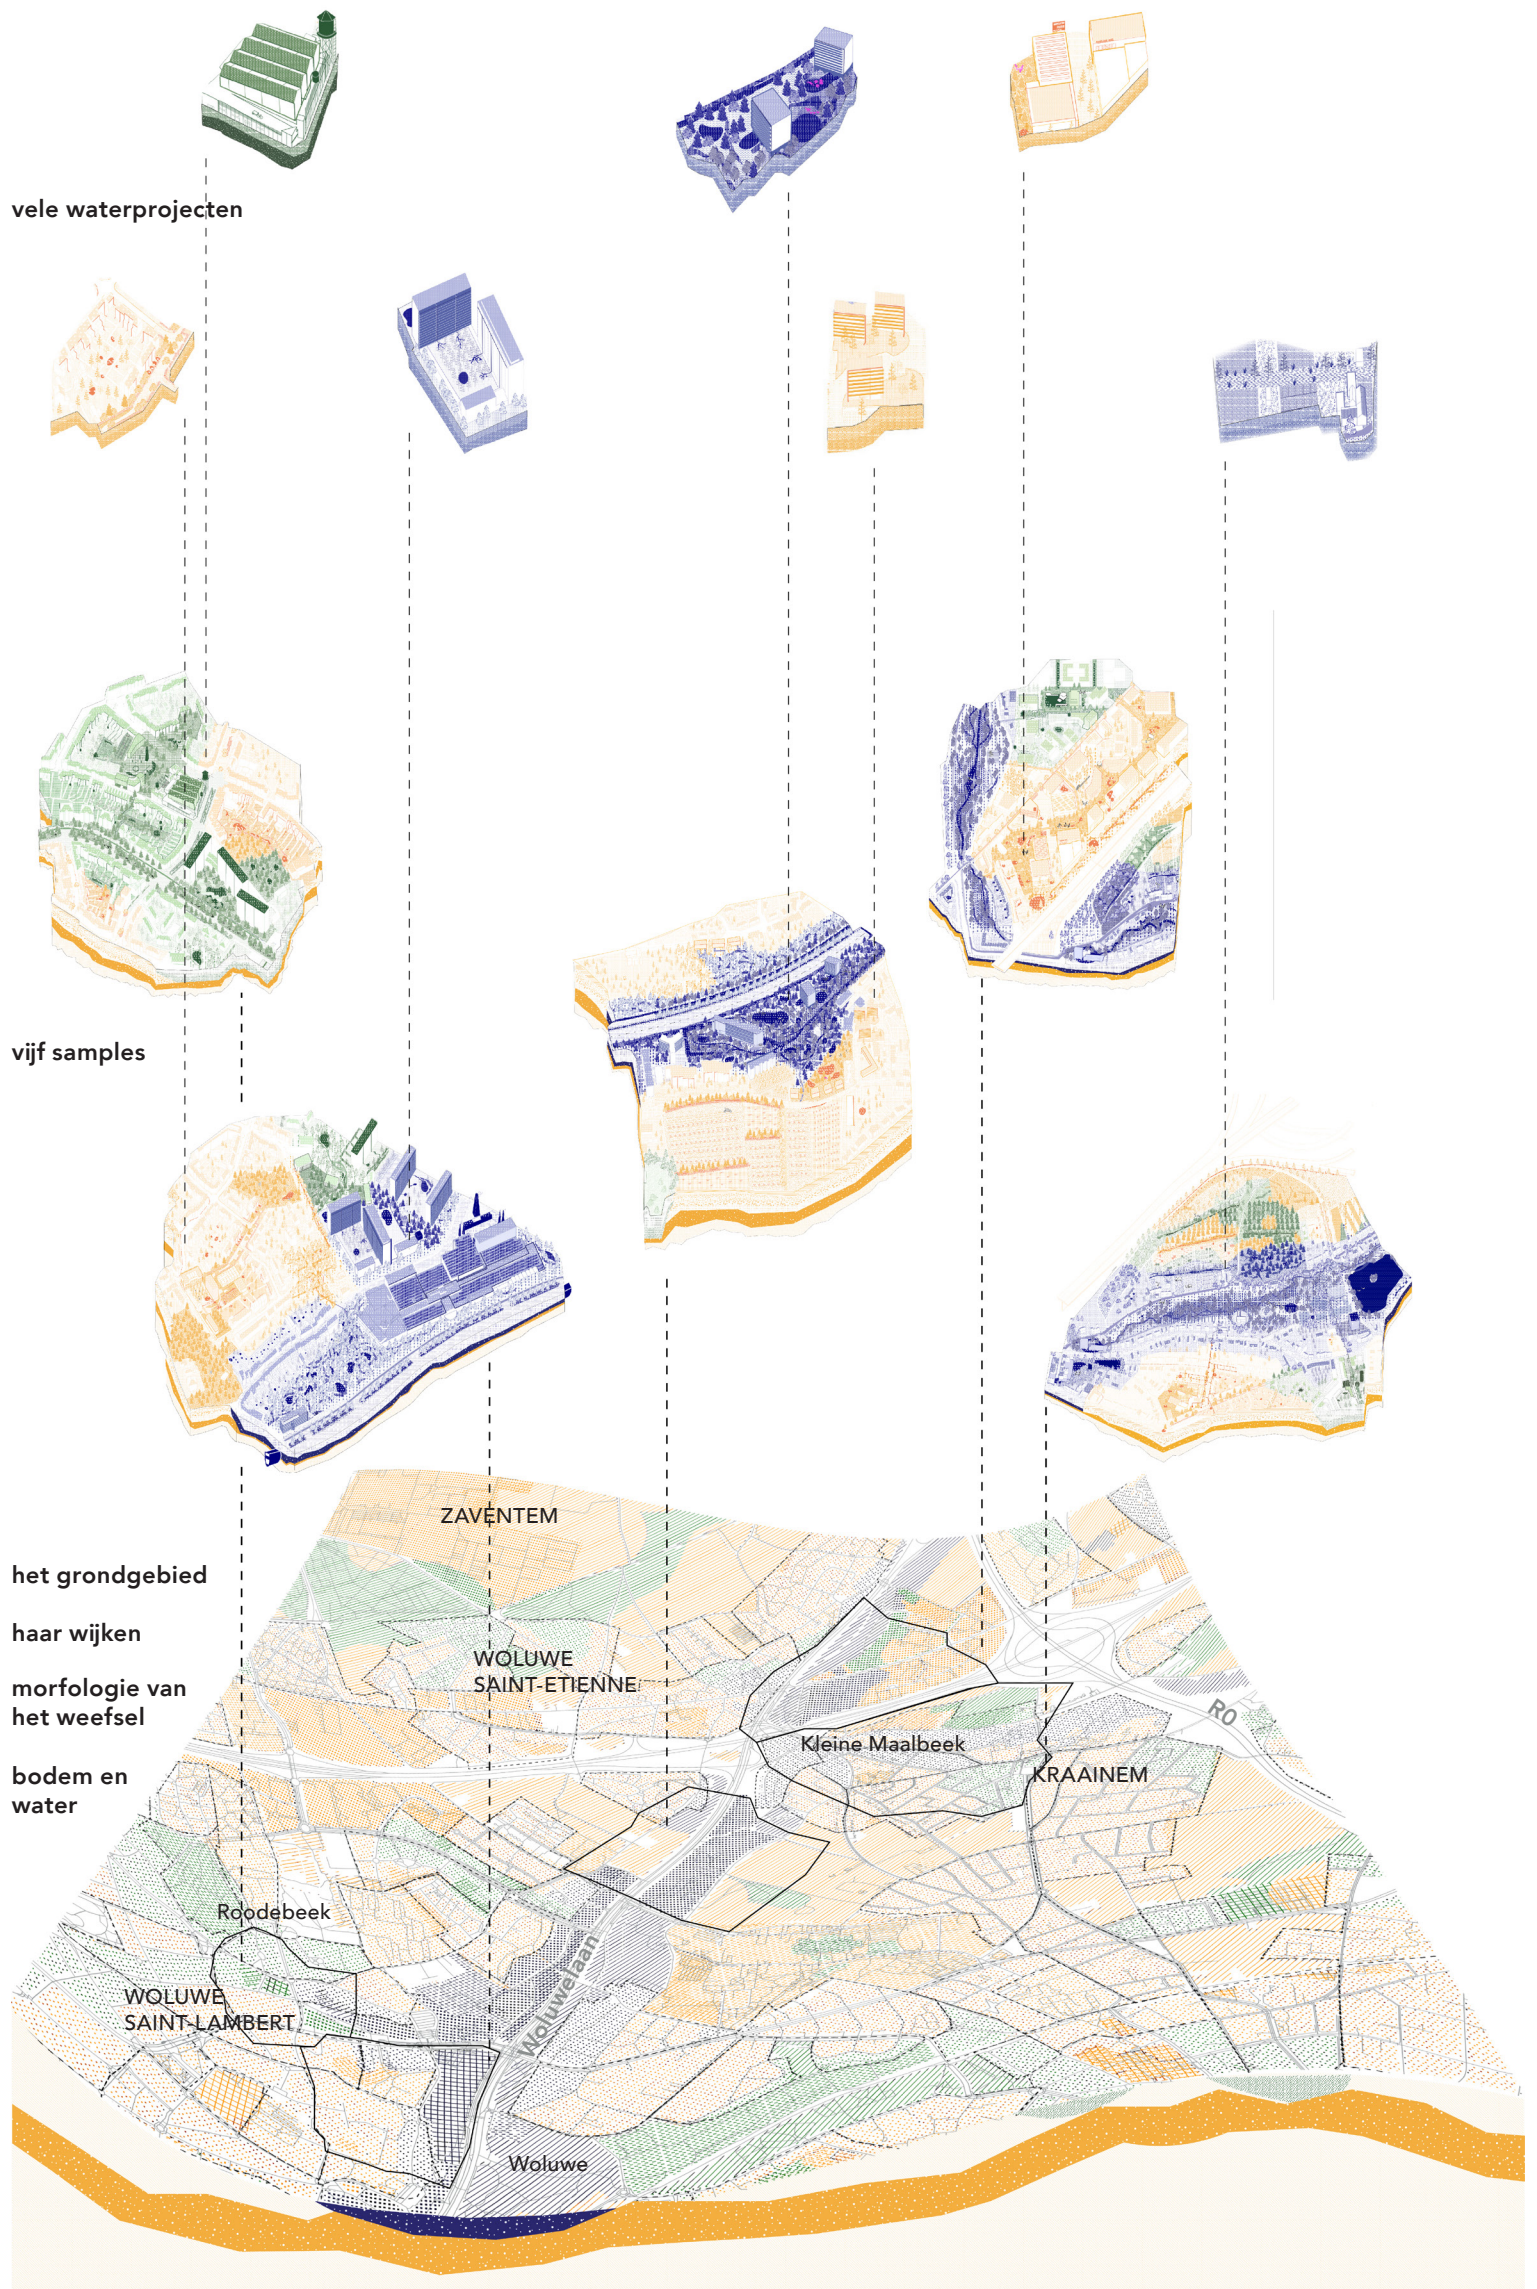 vele waterprojecten
vijf samples
ZAVENTEM
het grondgebied
haar wijken
WOLUWE
SAINT-ETIENNE
morfologie van
het weefsel
R0
Kleine Maalbeek
KRAAINEM
bodem en
water
Roodebeek
Woluwelaan
WOLUWE
SAINT-LAMBERT
Woluwe